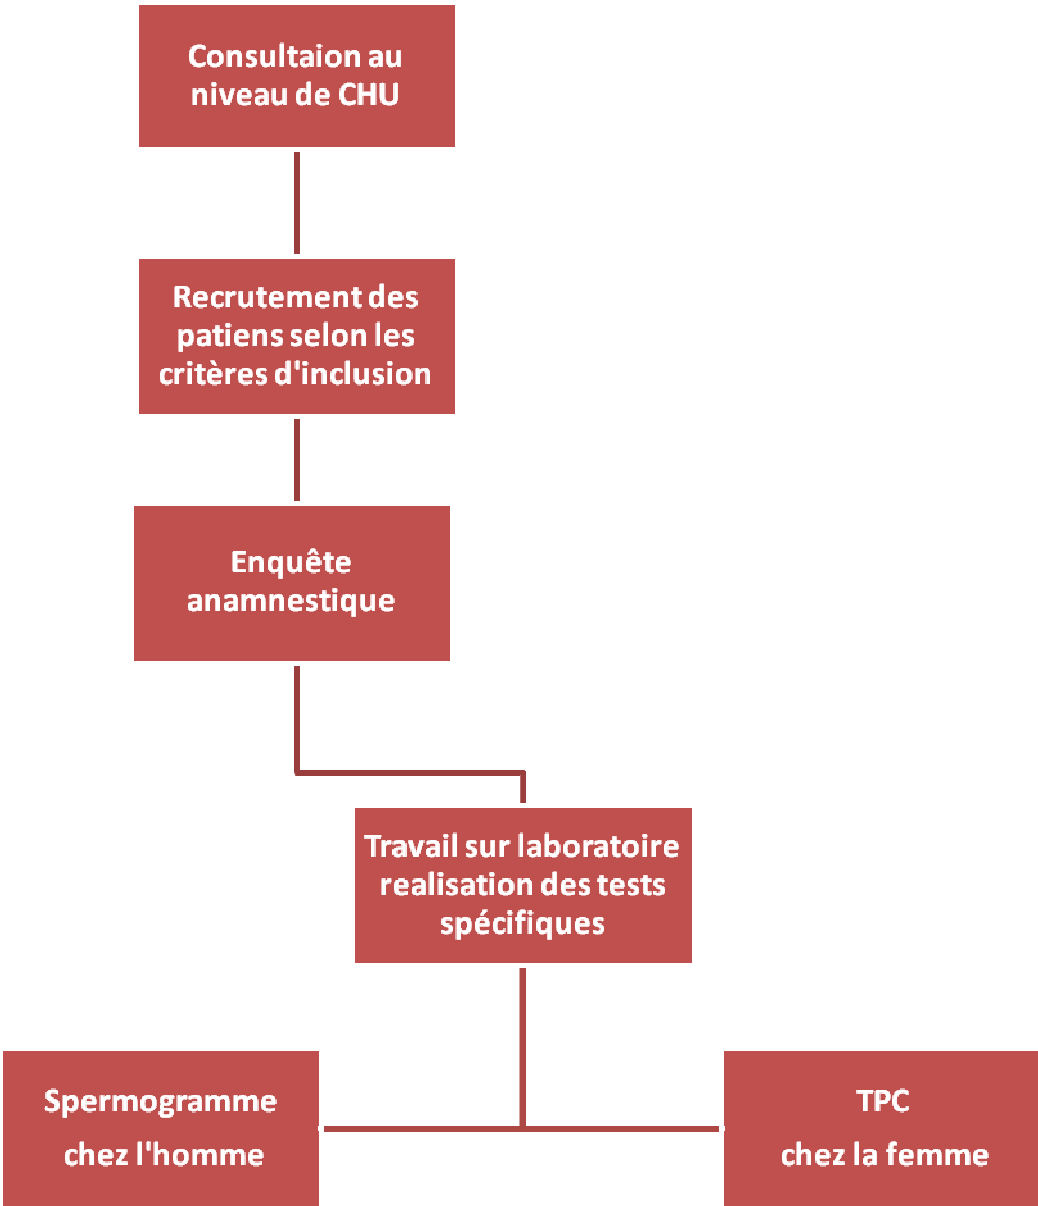 Consultaion au
niveau de CHU
Recrutement des
patiens selon les
critères d'inclusion
Enquête
anamnestique
Travail sur laboratoire
realisation des tests
spécifiques
Spermogramme
chez l'homme
TPC
chez la femme